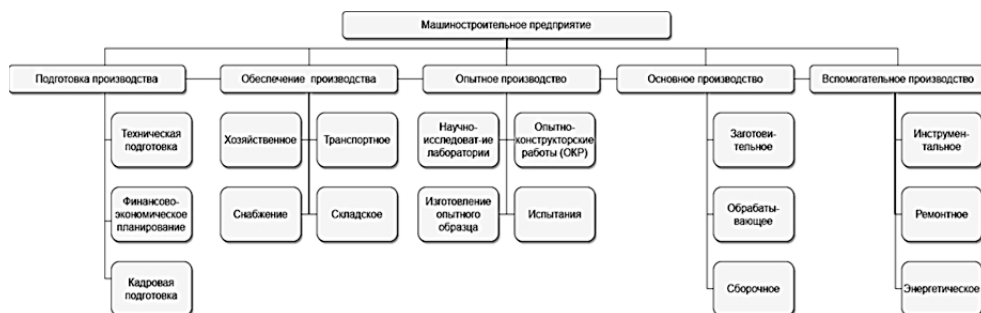 Машиностроительное предприятие
Подготовка производства
Обеспечение производства
Опытное производство
Основное производство
Вспомогательное производство
Техническая
подготовка
Финансово-
экономическое
планирование
Кадровая
подготовка
Хозяйственное
Транспортное
Снабжение
Складское
Научно-
исследоват-ие
лаборатории
Опытно-
конструкторские
работы (ОКР)
Изготовление
опытного
образца
Испытания
Заготови-
тельное
Обрабаты-
вающее
Сборочное
Инструмен-
тальное
Ремонтное
Энергетическое